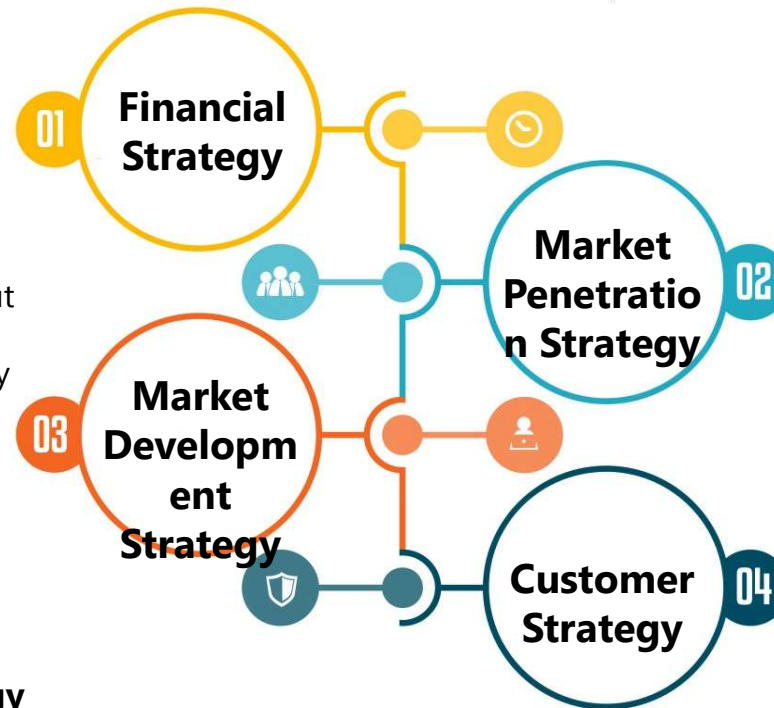 01
Financial
Strategy
Market
Penetratio
n Strategy
02
03
Market
Developm
ent
Strategy
Customer
Strategy
04